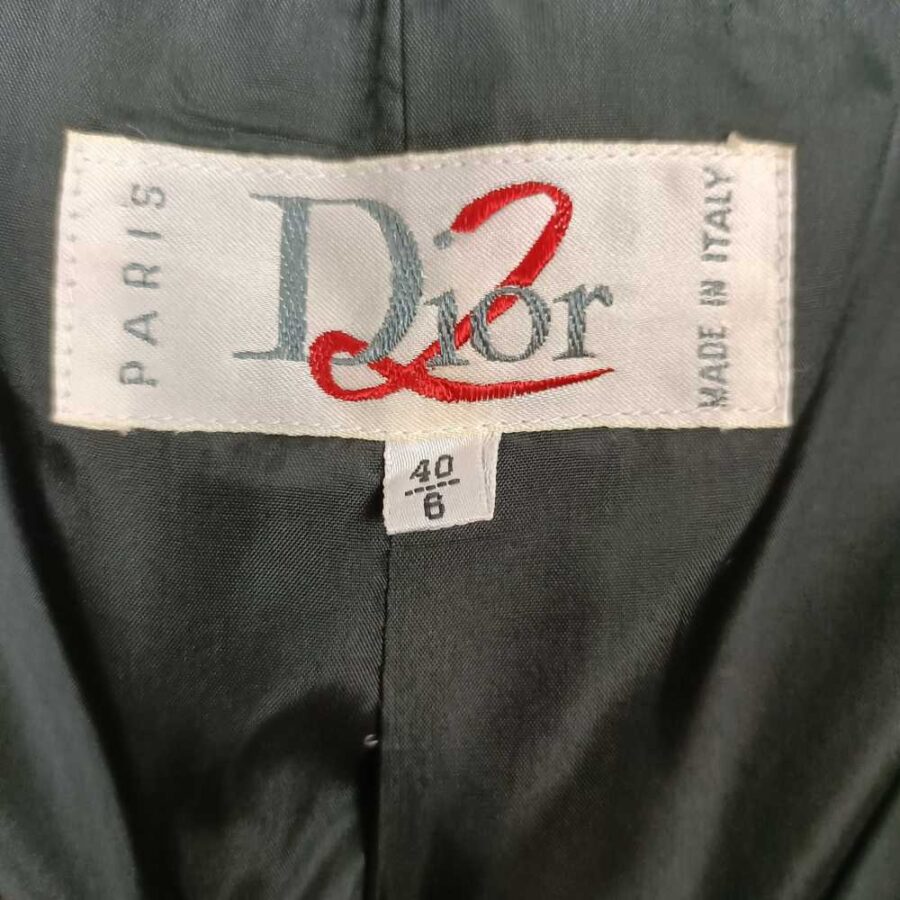 PARIS
Dior 2
MADE IN ITALY
40
6